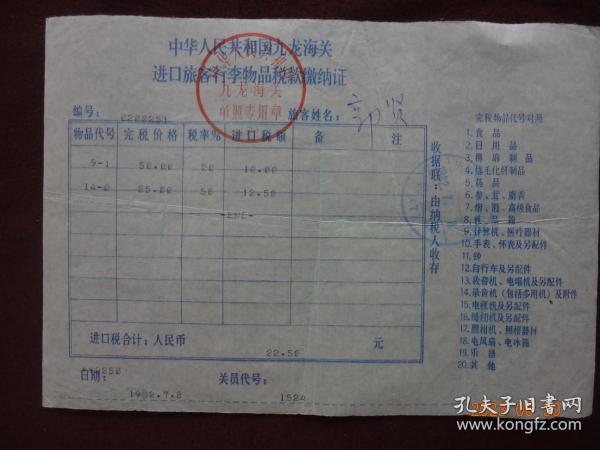 中华人民共和国九龙海关
进口旅客行李物品税款缴纳证
九龙海关
单照专用章
编号：0208251
旅客姓名：
物品代号 完税价格 税率% 进口税额 备 注
9-1 50.00 20 10.00
14-0 25.00 50 12.50
-END-
进口税合计：人民币 22.50 元
日期：
1982.7.8
关员代号：
1524
收据联：由纳税人收存
完税物品代号对照
1.食品
2.日用品
3.棉麻制品
4.丝毛化纤制品
5.药品
6.参、茸、麝香
7.烟、酒、高级食品
9.计算机、医疗器材
10.手表、怀表及另配件
11.钟
12.自行车及另配件
13.收音机、电唱机及另配件
14.录音机（包括多用机）及附件
15.电视机及另配件
16.缝纫机及另配件
17.照相机、照相器材
18.电风扇、电冰箱
19.乐器
20.其他
孔夫子旧书网
www.kongfz.com